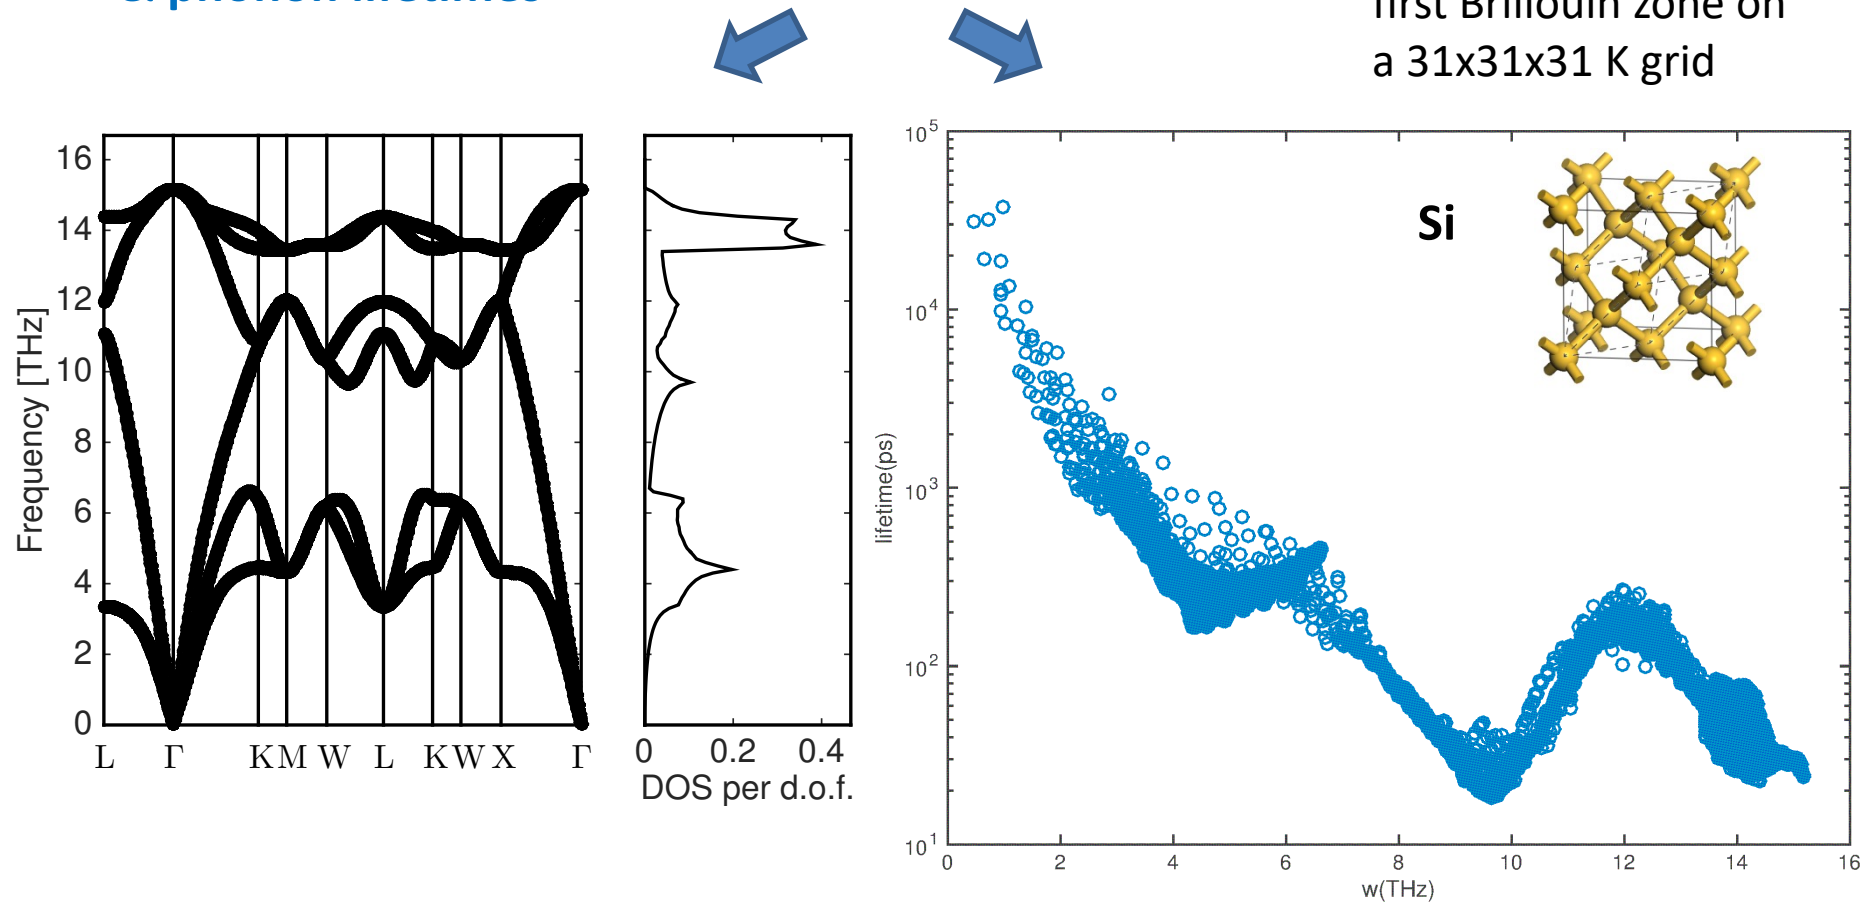 & phonon lifetimes
first Brillouin zone on
a 31x31x31 K grid
Frequency [THz]
16
14
12
10
8
6
4
2
0
L Γ K M W L K W X Γ
0 0.2 0.4
DOS per d.o.f.
lifetime(ps)
10^5
10^4
10^3
10^2
10^1
Si
0 2 4 6 8 10 12 14 16
w(THz)